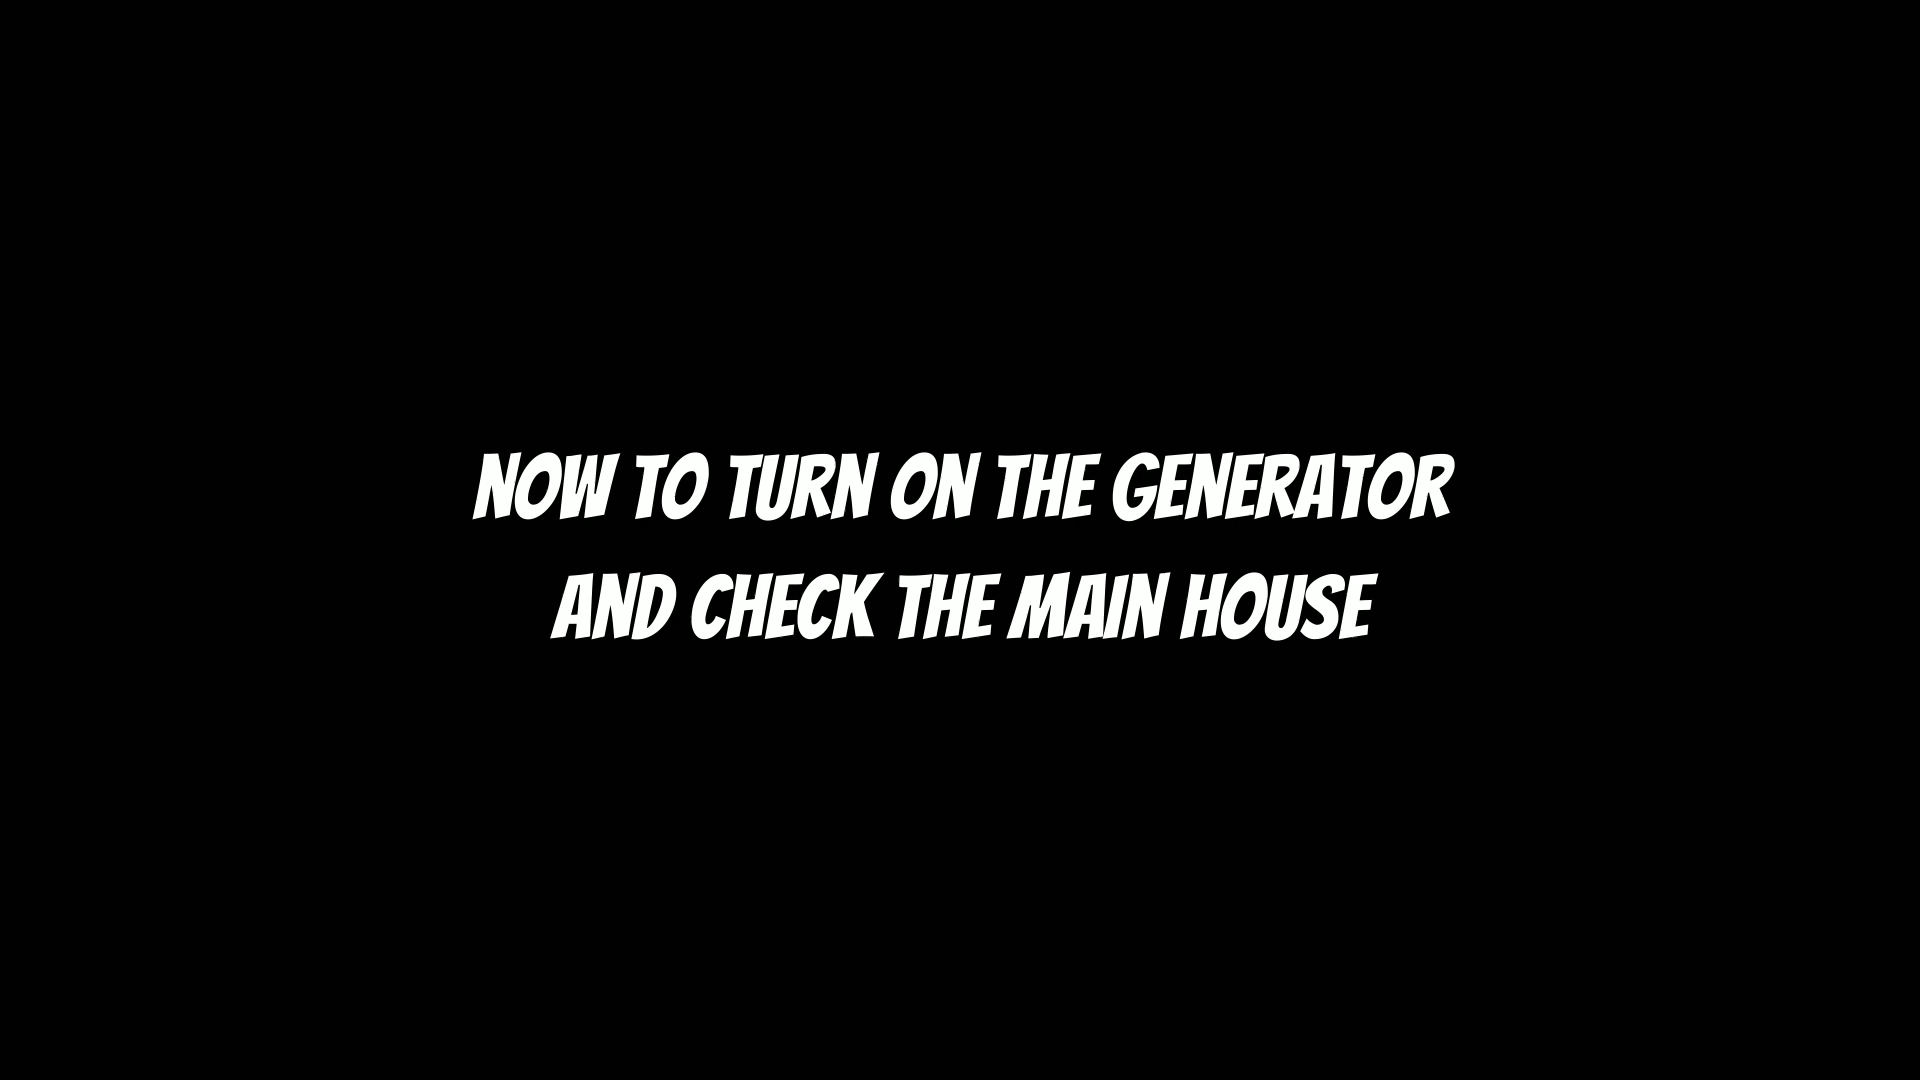 NOW TO TURN ON THE GENERATOR
AND CHECK THE MAIN HOUSE